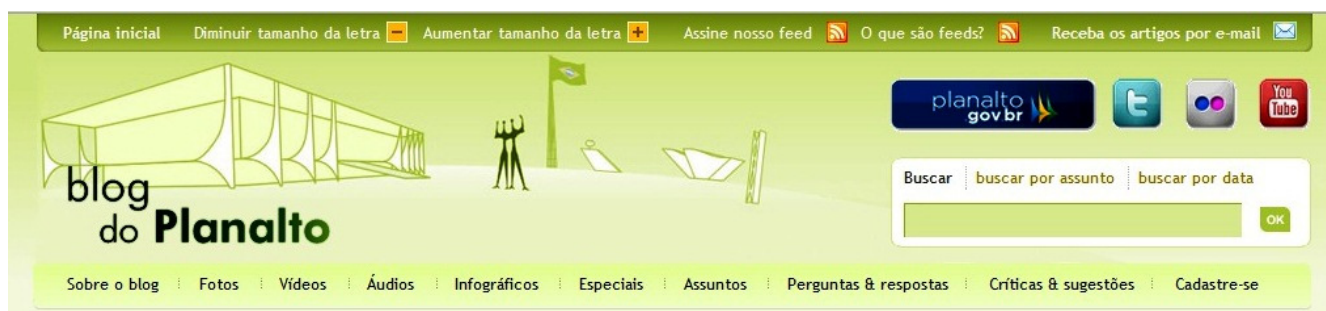 Página inicial Diminuir tamanho da letra − Aumentar tamanho da letra + Assine nosso feed O que são feeds? Receba os artigos por e-mail
planalto
gov br
You
Tube
Buscar buscar por assunto buscar por data
OK
blog
do Planalto
Sobre o blog Fotos Vídeos Áudios Infográficos Especiais Assuntos Perguntas & respostas Críticas & sugestões Cadastre-se